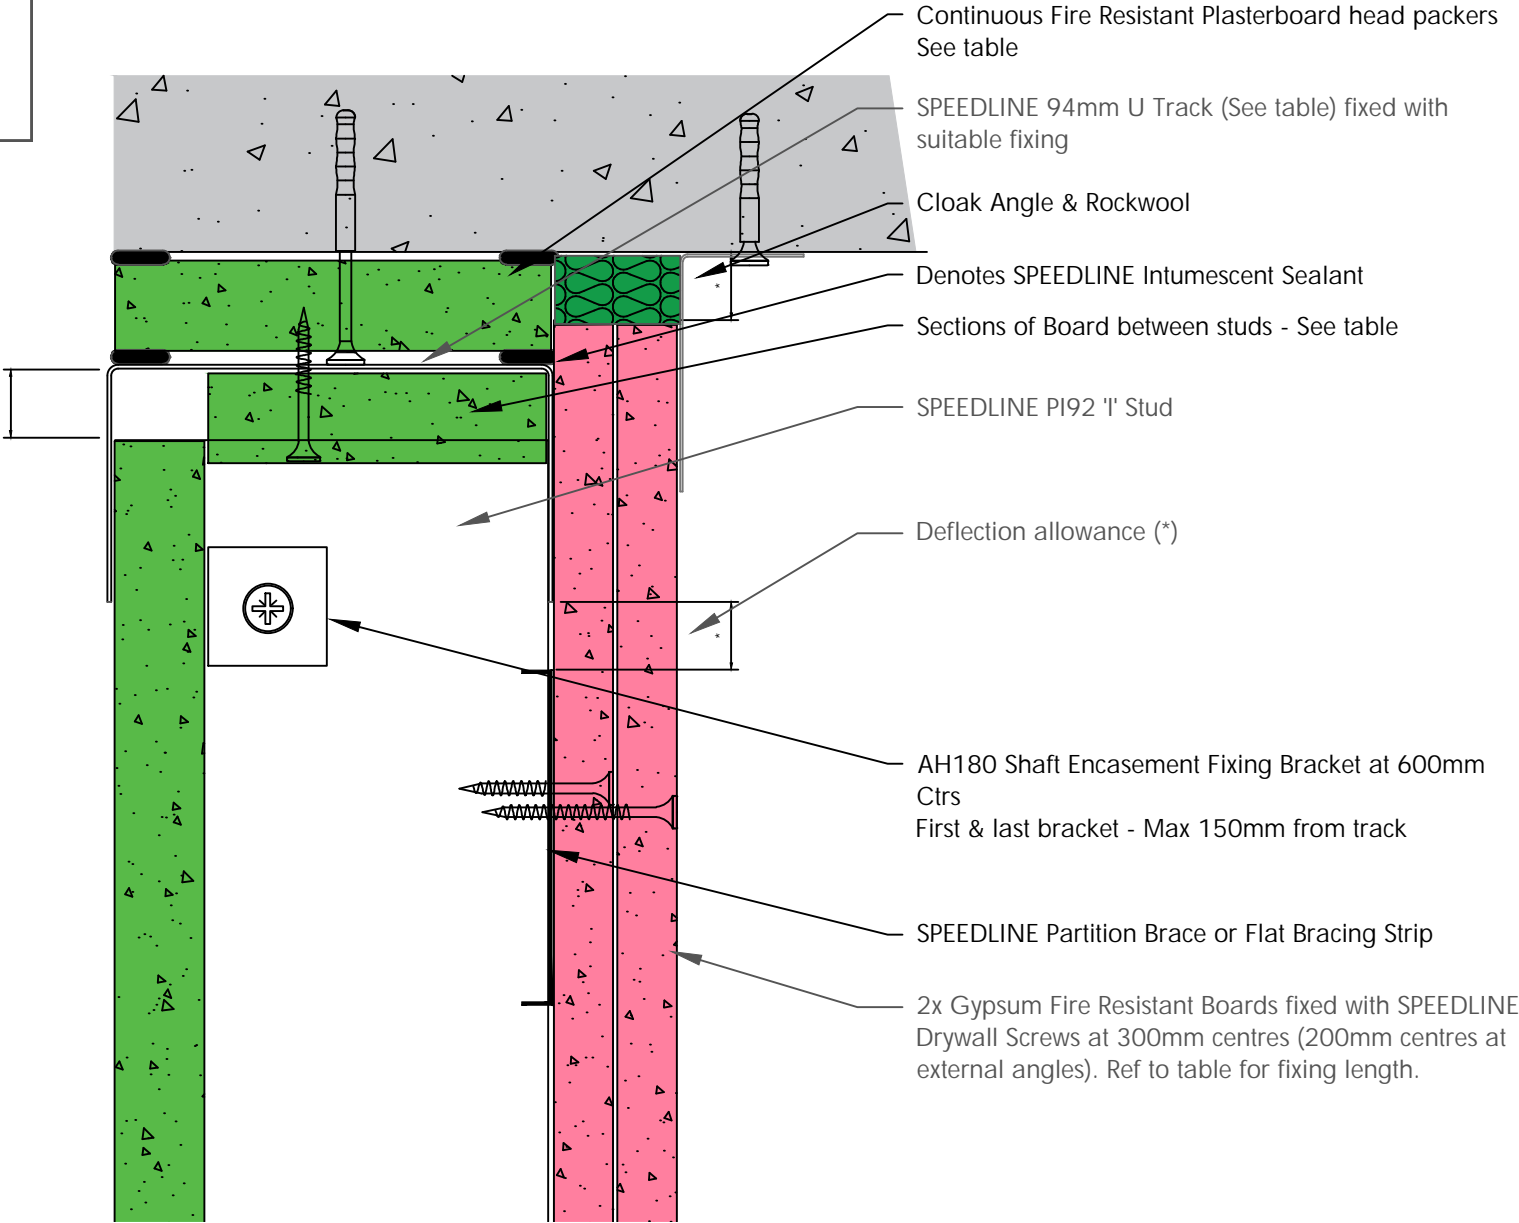 Continuous Fire Resistant Plasterboard head packers
See table
SPEEDLINE 94mm U Track (See table) fixed with
suitable fixing
Cloak Angle & Rockwool
*
Denotes SPEEDLINE Intumescent Sealant
Sections of Board between studs - See table
SPEEDLINE PI92 'I' Stud
Deflection allowance (*)
*
AH180 Shaft Encasement Fixing Bracket at 600mm
Ctrs
First & last bracket - Max 150mm from track
SPEEDLINE Partition Brace or Flat Bracing Strip
2x Gypsum Fire Resistant Boards fixed with SPEEDLINE
Drywall Screws at 300mm centres (200mm centres at
external angles). Ref to table for fixing length.